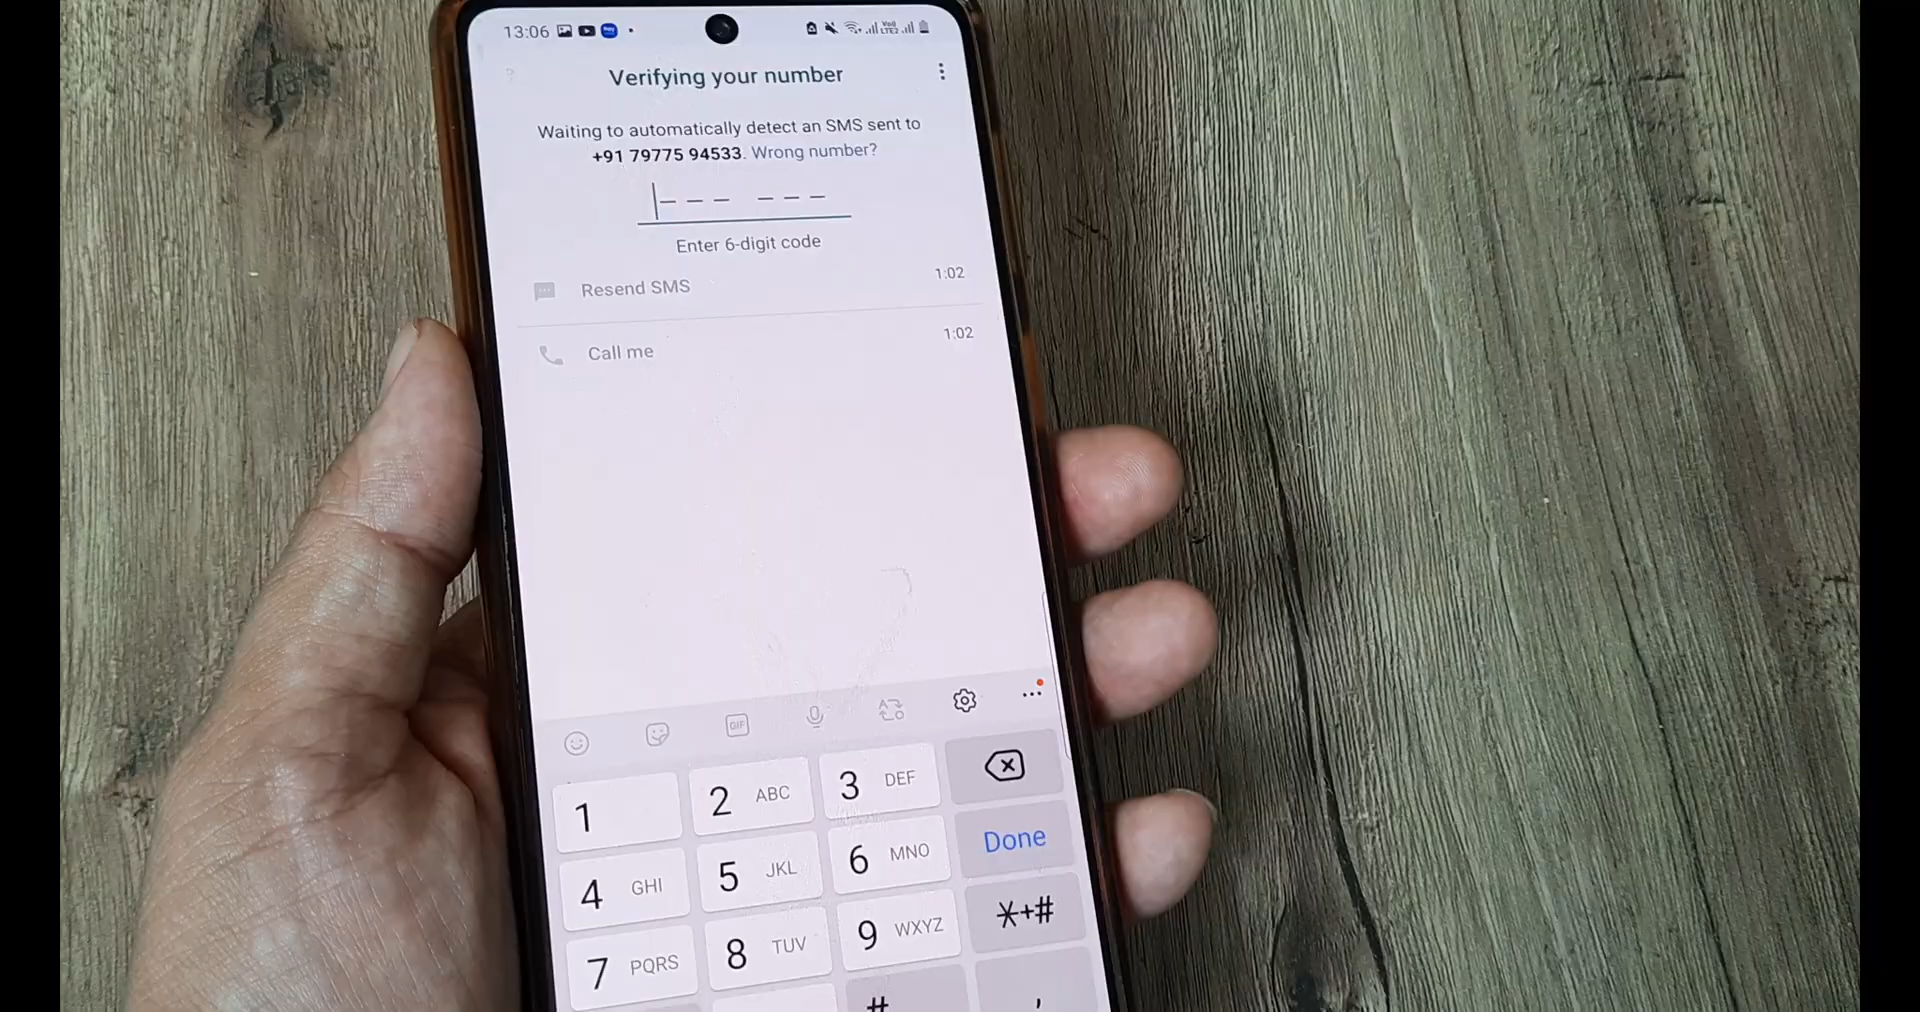 13:06
Verifying your number
Waiting to automatically detect an SMS sent to
+91 79775 94533. Wrong number?
Enter 6-digit code
Resend SMS 1:02
Call me 1:02
GIF
1 2 ABC 3 DEF
4 GHI 5 JKL 6 MNO Done
7 PQRS 8 TUV 9 WXYZ *+#
# ,